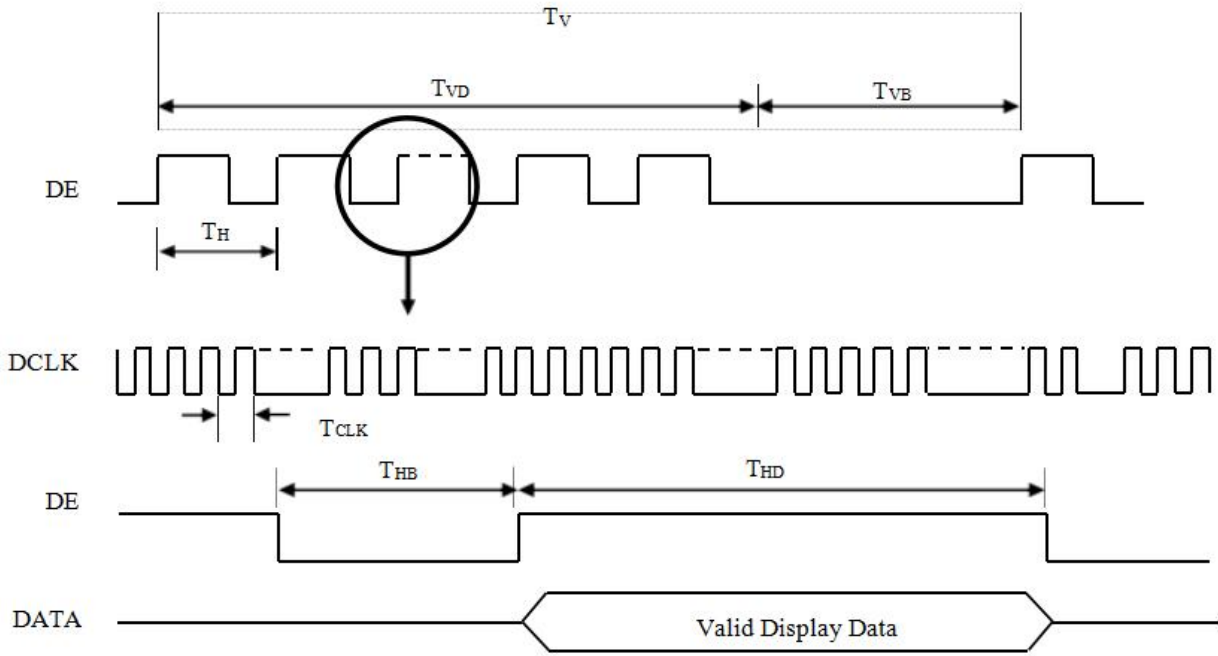 TV
TVD
TVB
DE
TH
DCLK
TCLK
THB
THD
DE
DATA
Valid Display Data